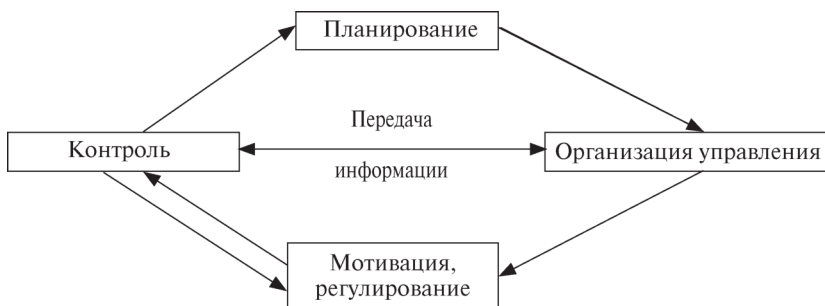 Планирование
Передача
Контроль
Организация управления
информации
Мотивация,
регулирование